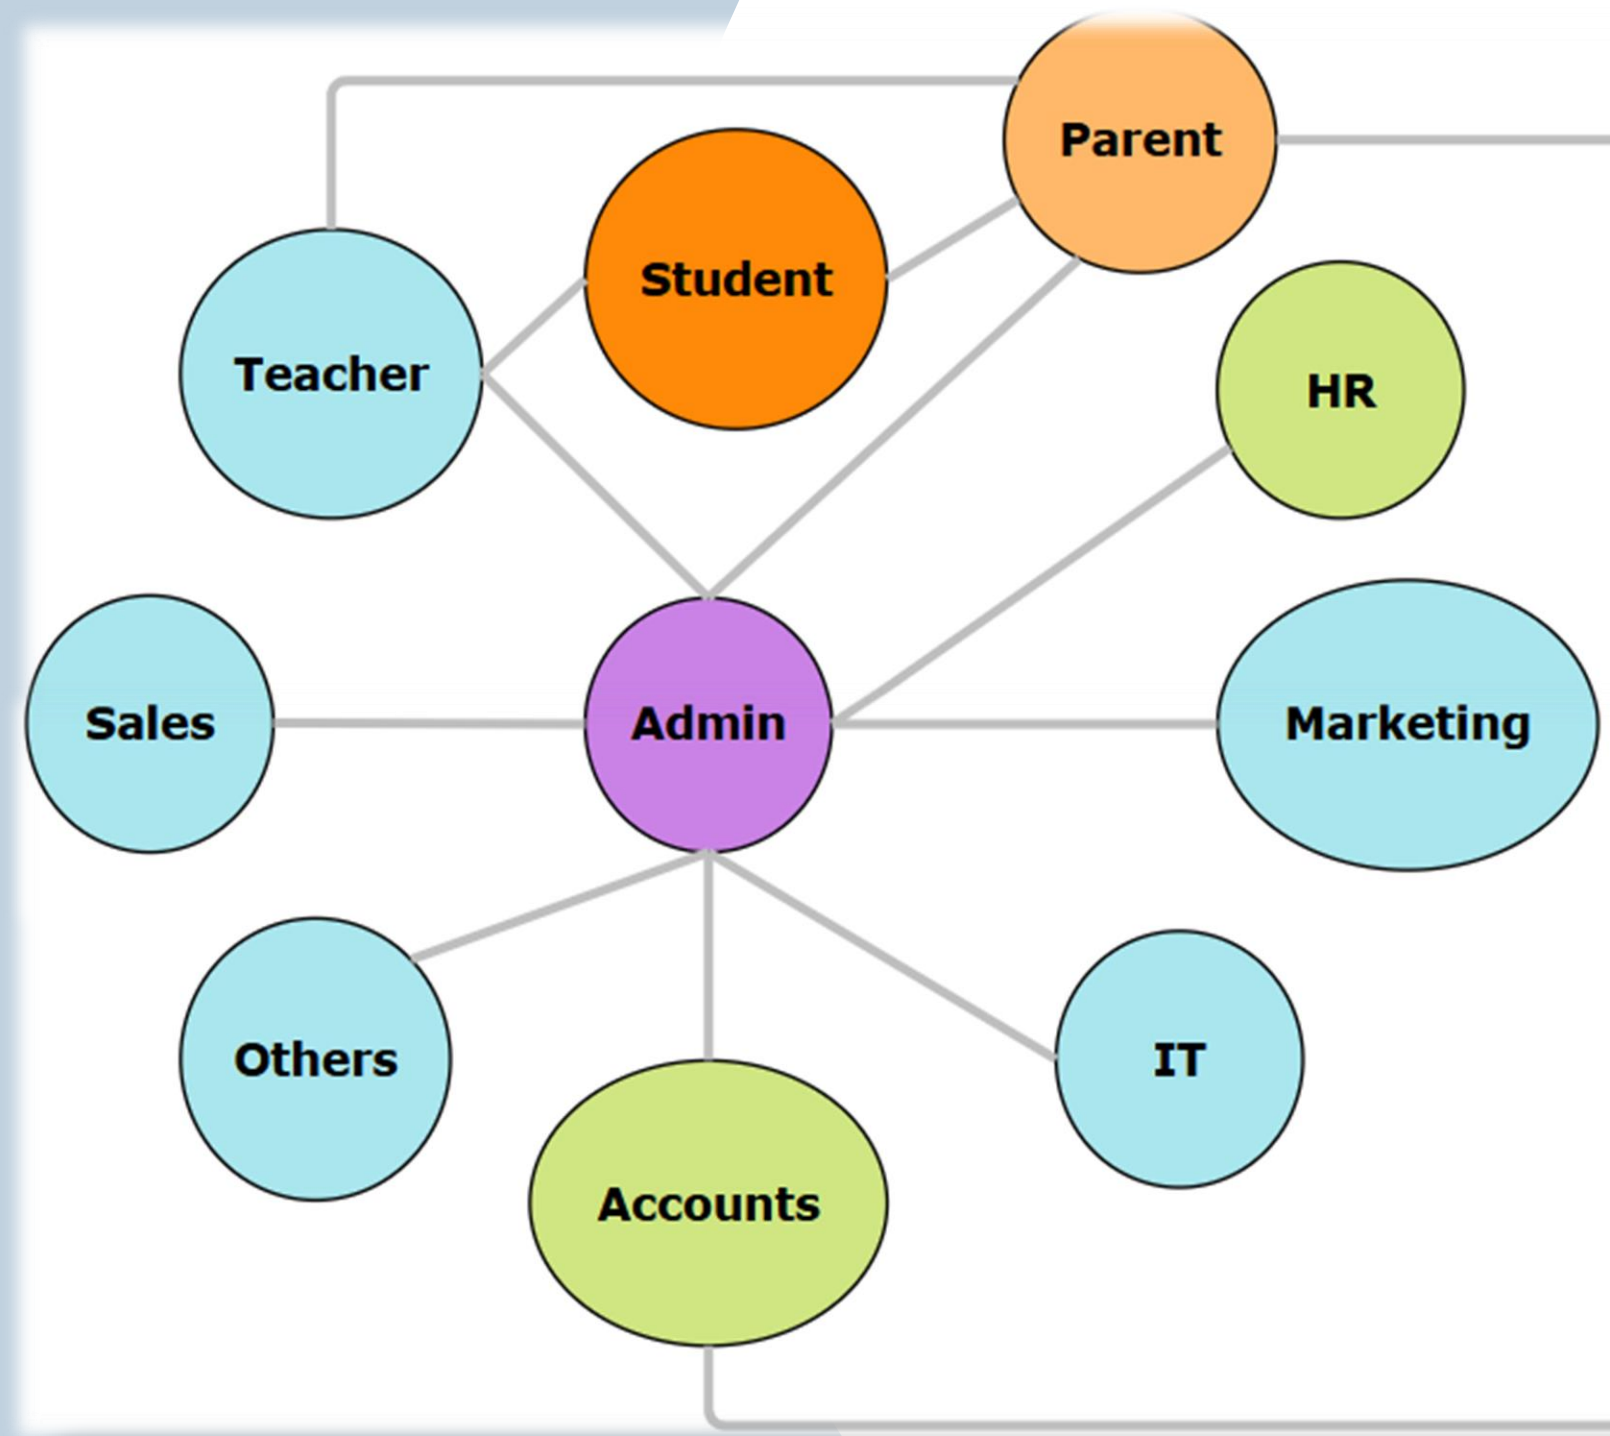 Parent
Student
Teacher
HR
Sales
Admin
Marketing
Others
IT
Accounts